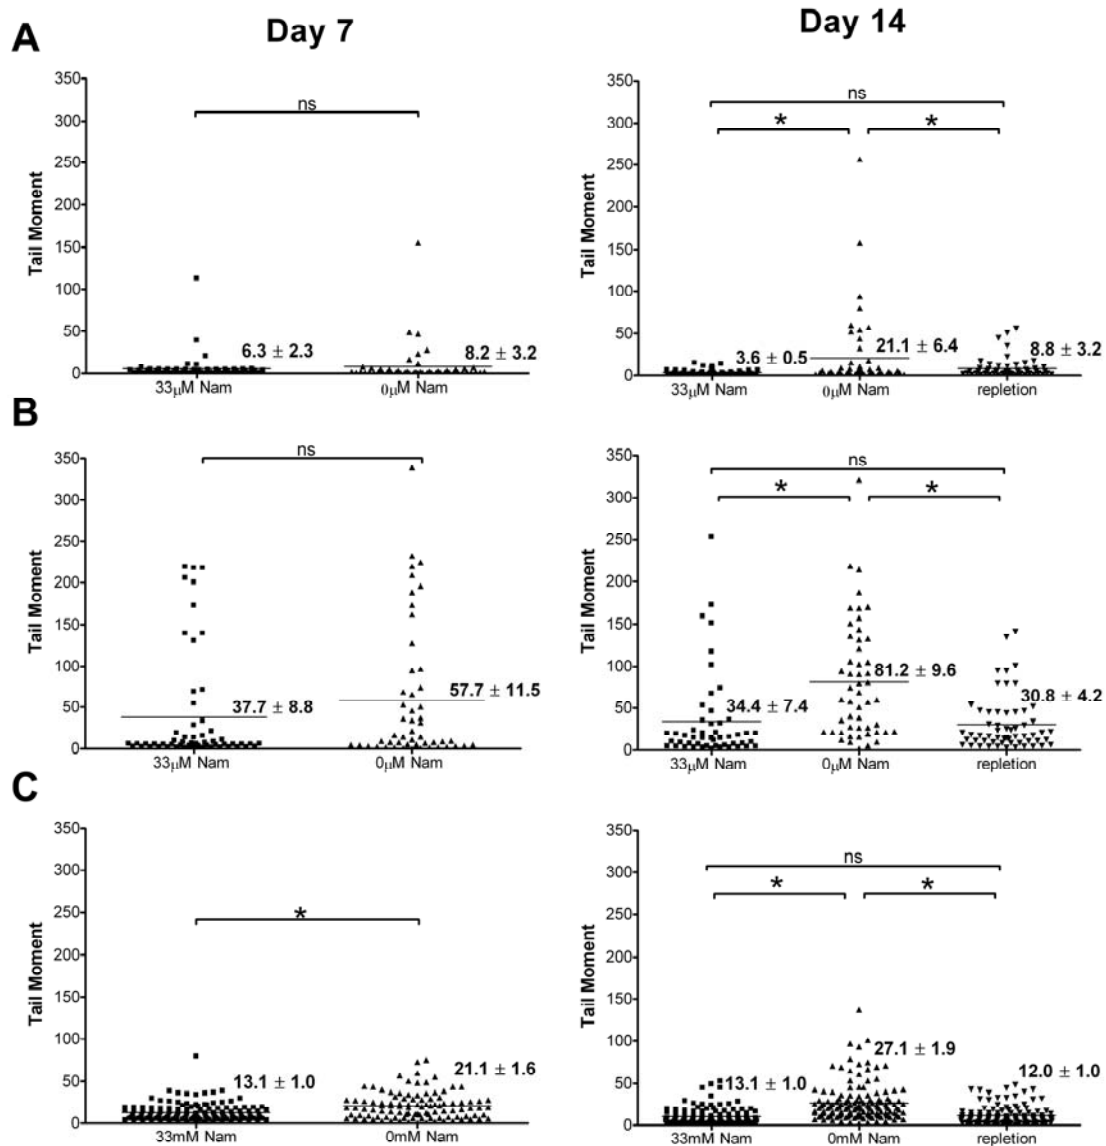 Day 7
Day 14
A
350
300
250
200
150
100
50
0
Tail Moment
ns
6.3 ± 2.3
8.2 ± 3.2
33μM Nam
0μM Nam
350
300
250
200
150
100
50
0
Tail Moment
ns
*
*
3.6 ± 0.5
21.1 ± 6.4
8.8 ± 3.2
33μM Nam
0μM Nam
repletion
B
350
300
250
200
150
100
50
0
Tail Moment
ns
37.7 ± 8.8
57.7 ± 11.5
33μM Nam
0μM Nam
350
300
250
200
150
100
50
0
Tail Moment
ns
*
*
34.4 ± 7.4
81.2 ± 9.6
30.8 ± 4.2
33μM Nam
0μM Nam
repletion
C
350
300
250
200
150
100
50
0
Tail Moment
*
13.1 ± 1.0
21.1 ± 1.6
33mM Nam
0mM Nam
350
300
250
200
150
100
50
0
Tail Moment
ns
*
*
13.1 ± 1.0
27.1 ± 1.9
12.0 ± 1.0
33mM Nam
0mM Nam
repletion